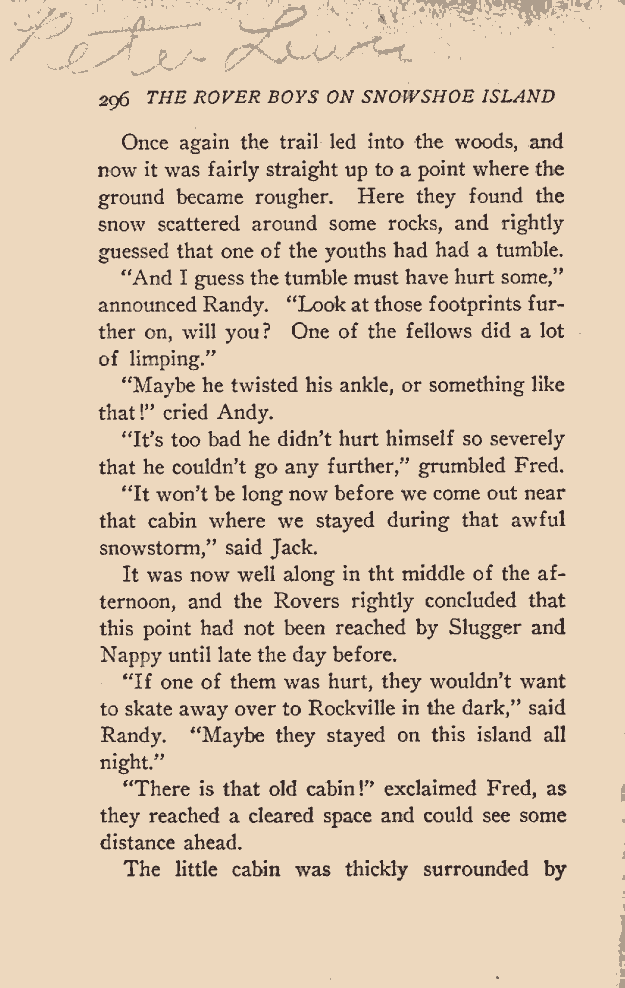 Peter
296 THE ROVER BOYS ON SNOWSHOE ISLAND
Once again the trail led into the woods, and
now it was fairly straight up to a point where the
ground became rougher. Here they found the
snow scattered around some rocks, and rightly
guessed that one of the youths had had a tumble.
“And I guess the tumble must have hurt some,”
announced Randy. “Look at those footprints fur-
ther on, will you? One of the fellows did a lot
of limping.”
“Maybe he twisted his ankle, or something like
that!” cried Andy.
“It's too bad he didn't hurt himself so severely
that he couldn't go any further,” grumbled Fred.
“It won't be long now before we come out near
that cabin where we stayed during that awful
snowstorm,” said Jack.
It was now well along in tht middle of the af-
ternoon, and the Rovers rightly concluded that
this point had not been reached by Slugger and
Nappy until late the day before.
“If one of them was hurt, they wouldn't want
to skate away over to Rockville in the dark,” said
Randy. “Maybe they stayed on this island all
night.”
“There is that old cabin!” exclaimed Fred, as
they reached a cleared space and could see some
distance ahead.
The little cabin was thickly surrounded by